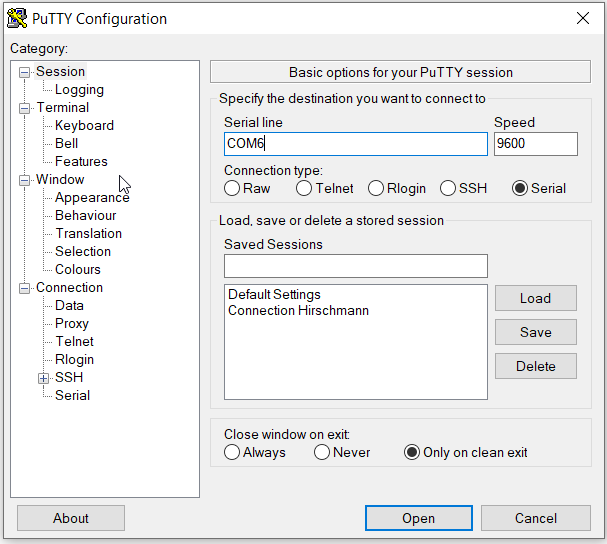 PuTTY Configuration
Category:
Session
Logging
Terminal
Keyboard
Bell
Features
Window
Appearance
Behaviour
Translation
Selection
Colours
Connection
Data
Proxy
Telnet
Rlogin
SSH
Serial
Basic options for your PuTTY session
Specify the destination you want to connect to
Serial line Speed
COM6 9600
Connection type:
Raw Telnet Rlogin SSH Serial
Load, save or delete a stored session
Saved Sessions
Default Settings
Connection Hirschmann
Load
Save
Delete
Close window on exit:
Always Never Only on clean exit
About Open Cancel